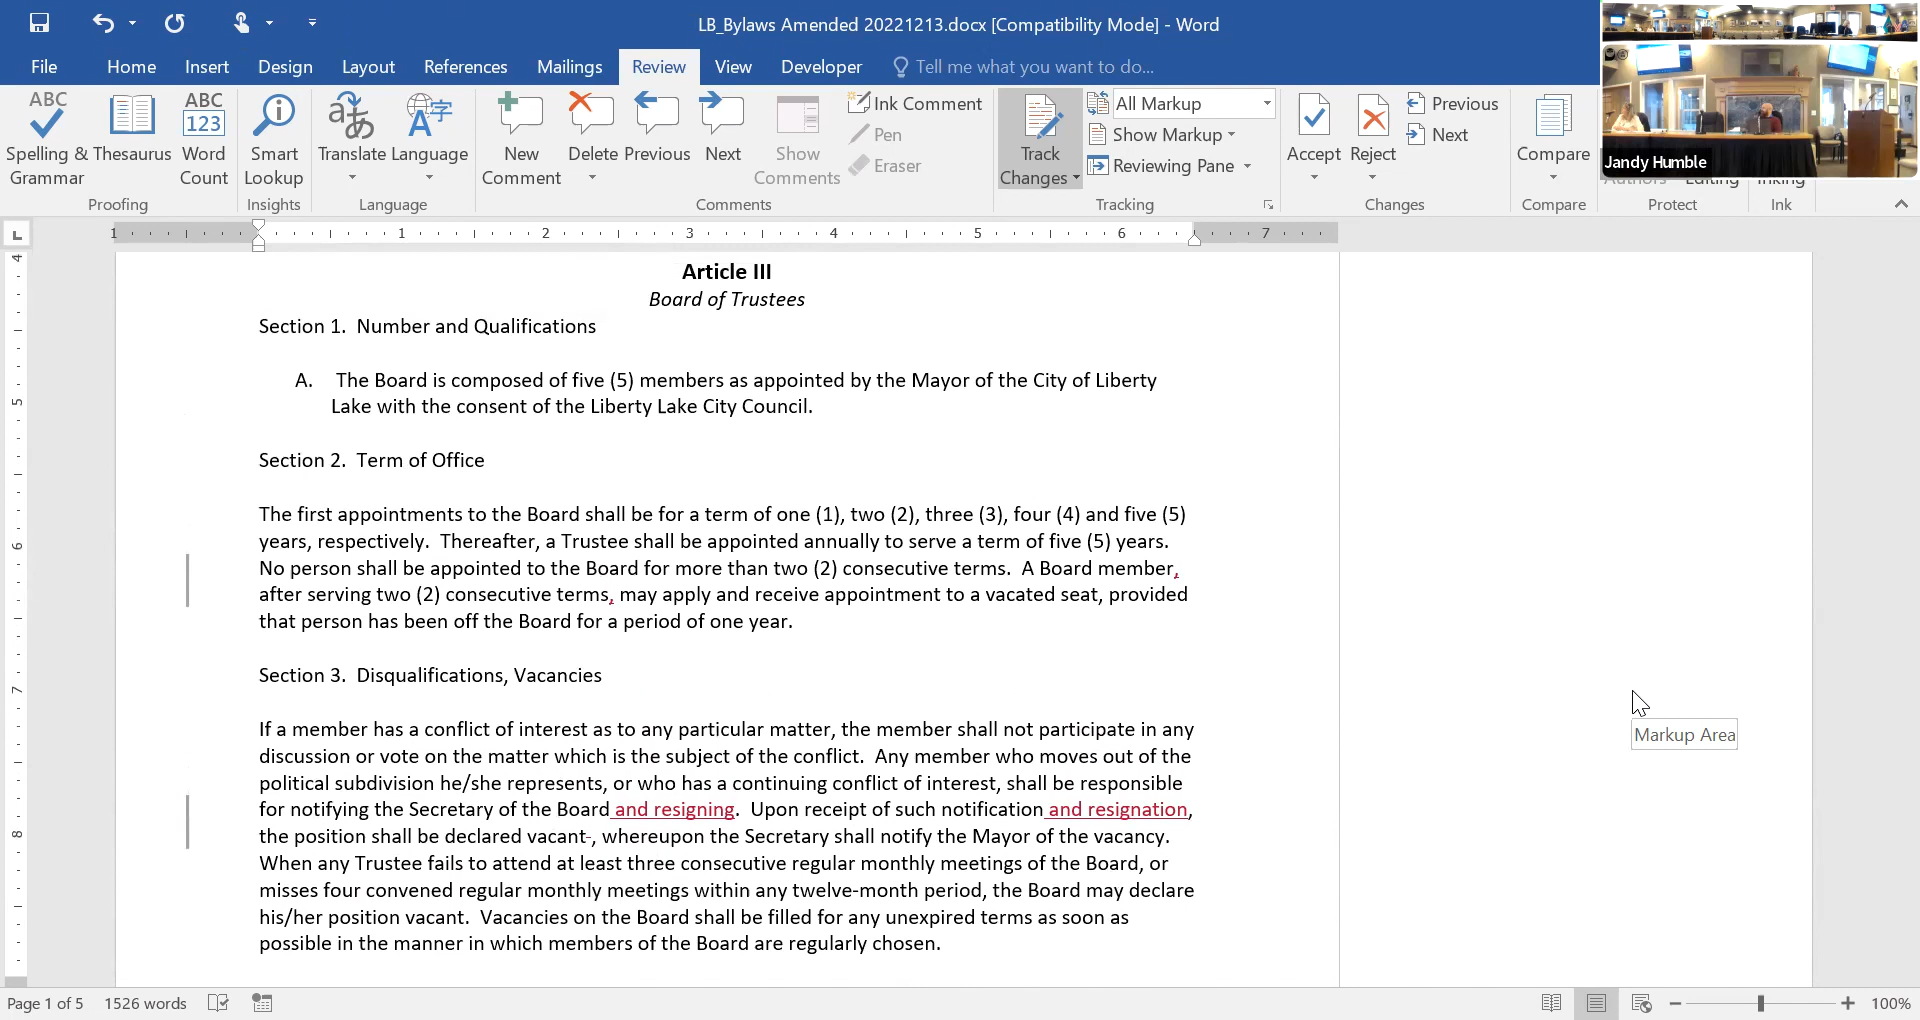 LB_Bylaws Amended 20221213.docx [Compatibility Mode] - Word
File Home Insert Design Layout References Mailings Review View Developer Tell me what you want to do...
ABC
Spelling & Grammar
Thesaurus
ABC 123
Word Count
Proofing
Smart Lookup
Insights
Translate
Language
Language
New Comment
Delete
Previous
Next
Show Comments
Ink Comment
Pen
Eraser
Comments
Track Changes
All Markup
Show Markup
Reviewing Pane
Tracking
Accept
Reject
Previous
Next
Changes
Compare
Compare
Protect
Ink
Jandy Humble
1 1 2 3 4 5 6 7
4
5
6
7
8
Article III
Board of Trustees
Section 1. Number and Qualifications
A. The Board is composed of five (5) members as appointed by the Mayor of the City of Liberty
Lake with the consent of the Liberty Lake City Council.
Section 2. Term of Office
The first appointments to the Board shall be for a term of one (1), two (2), three (3), four (4) and five (5)
years, respectively. Thereafter, a Trustee shall be appointed annually to serve a term of five (5) years.
No person shall be appointed to the Board for more than two (2) consecutive terms. A Board member,
after serving two (2) consecutive terms, may apply and receive appointment to a vacated seat, provided
that person has been off the Board for a period of one year.
Section 3. Disqualifications, Vacancies
If a member has a conflict of interest as to any particular matter, the member shall not participate in any
discussion or vote on the matter which is the subject of the conflict. Any member who moves out of the
political subdivision he/she represents, or who has a continuing conflict of interest, shall be responsible
for notifying the Secretary of the Board and resigning. Upon receipt of such notification and resignation,
the position shall be declared vacant-, whereupon the Secretary shall notify the Mayor of the vacancy.
When any Trustee fails to attend at least three consecutive regular monthly meetings of the Board, or
misses four convened regular monthly meetings within any twelve-month period, the Board may declare
his/her position vacant. Vacancies on the Board shall be filled for any unexpired terms as soon as
possible in the manner in which members of the Board are regularly chosen.
Markup Area
Page 1 of 5 1526 words 100%